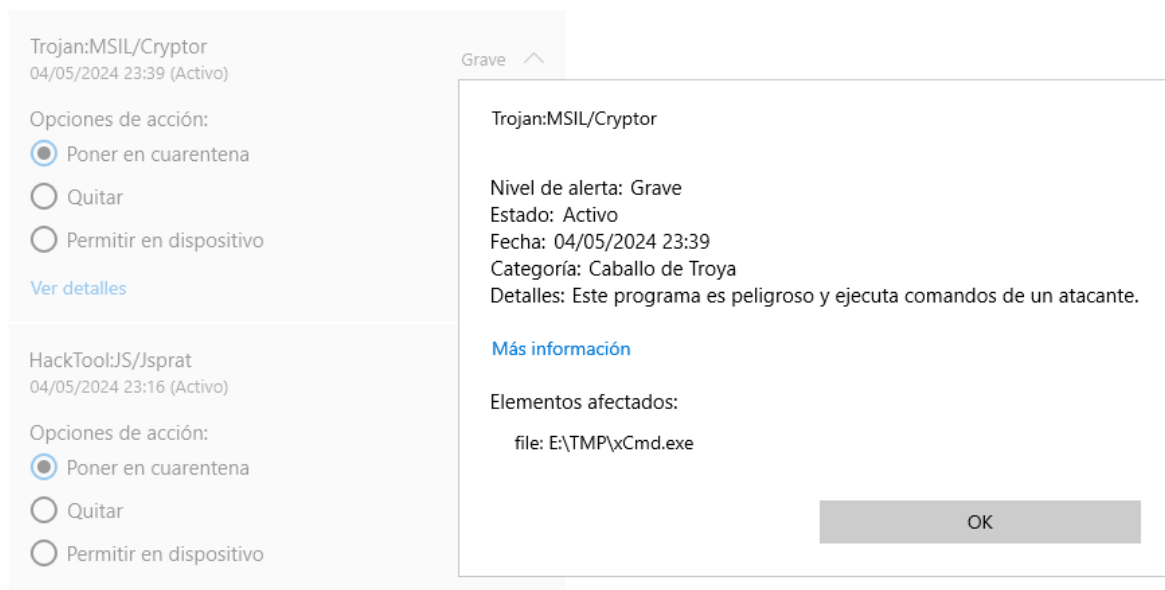 Trojan:MSIL/Cryptor
04/05/2024 23:39 (Activo)
Grave
Opciones de acción:
Poner en cuarentena
Quitar
Permitir en dispositivo
Ver detalles
HackTool:JS/Jsprat
04/05/2024 23:16 (Activo)
Opciones de acción:
Poner en cuarentena
Quitar
Permitir en dispositivo
Trojan:MSIL/Cryptor
Nivel de alerta: Grave
Estado: Activo
Fecha: 04/05/2024 23:39
Categoría: Caballo de Troya
Detalles: Este programa es peligroso y ejecuta comandos de un atacante.
Más información
Elementos afectados:
file: E:\TMP\xCmd.exe
OK